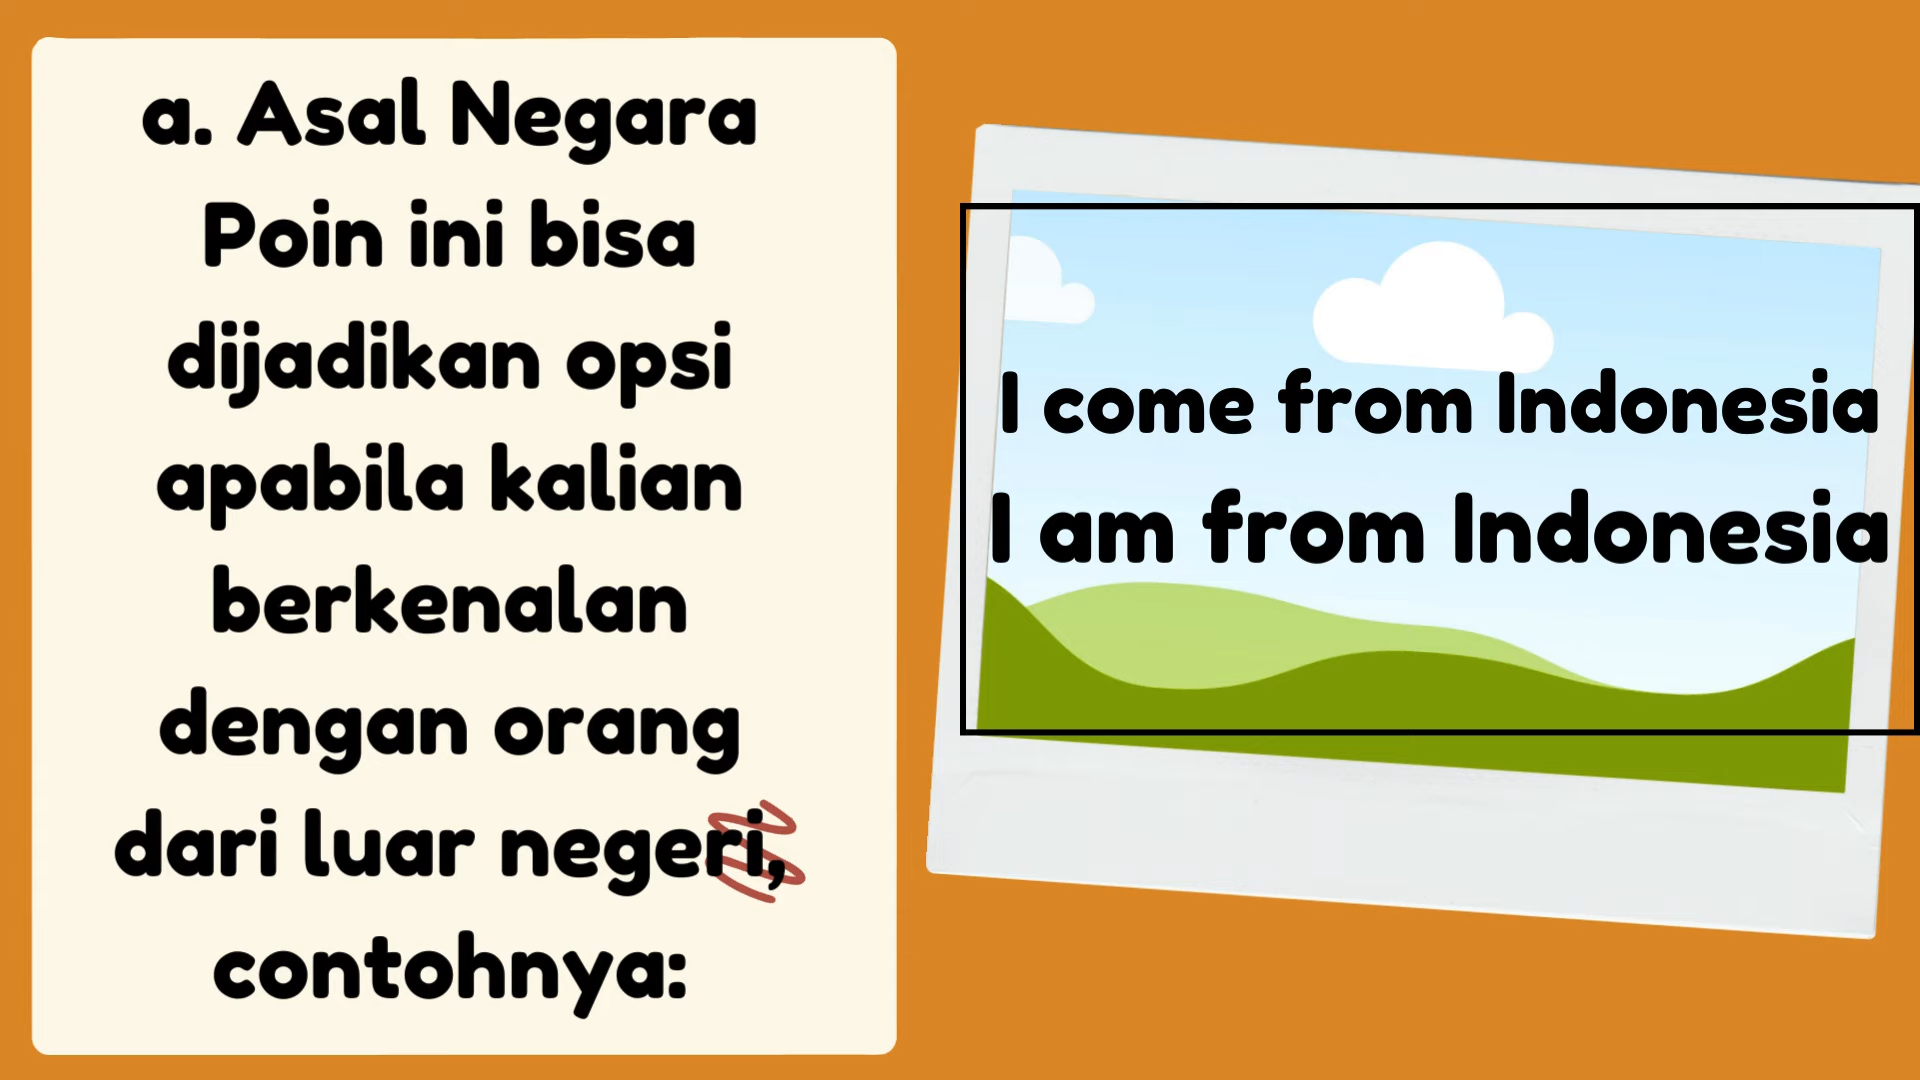 a. Asal Negara
Poin ini bisa
dijadikan opsi
apabila kalian
berkenalan
dengan orang
dari luar negeri,
contohnya:
I come from Indonesia
I am from Indonesia